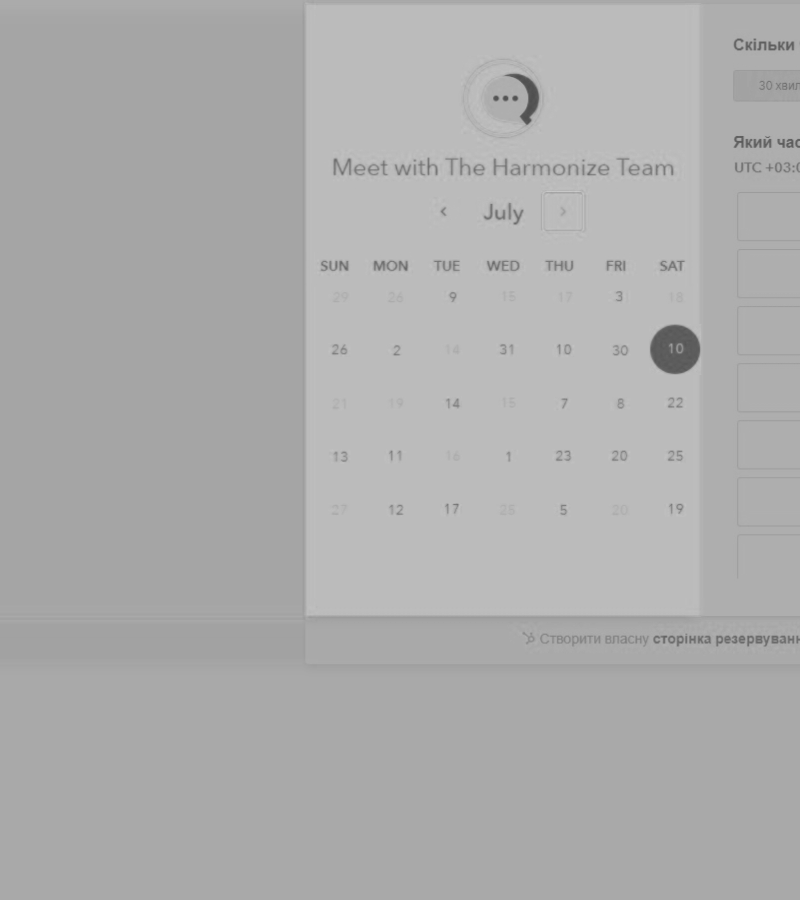 Meet with The Harmonize Team
July
SUN MON TUE WED THU FRI SAT
29 26 9 15 17 3 18
26 2 14 31 10 30 10
21 19 14 15 7 8 22
13 11 16 1 23 20 25
27 12 17 28 5 20 19
Скільки
30 хвил
Який час
UTC +03:0
Створити власну сторінка резервуванн